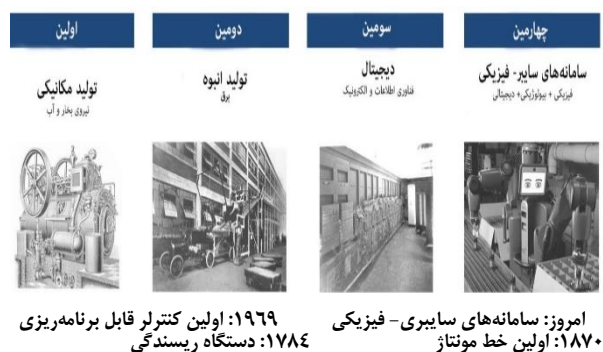 اولین
دومین
سومین
چهارمین
تولید مکانیکی
نیروی بخار و آب
تولید انبوه
برق
دیجیتال
فناوری اطلاعات و الکترونیک
سامانه‌های سایبر- فیزیکی
فیزیکی + بیولوژیکی+ دیجیتالی
امروز: سامانه‌های سایبری- فیزیکی
۱۹۶۹: اولین کنترلر قابل برنامه‌ریزی
۱۸۷۰: اولین خط مونتاژ
۱۷۸٤: دستگاه ریسندگی